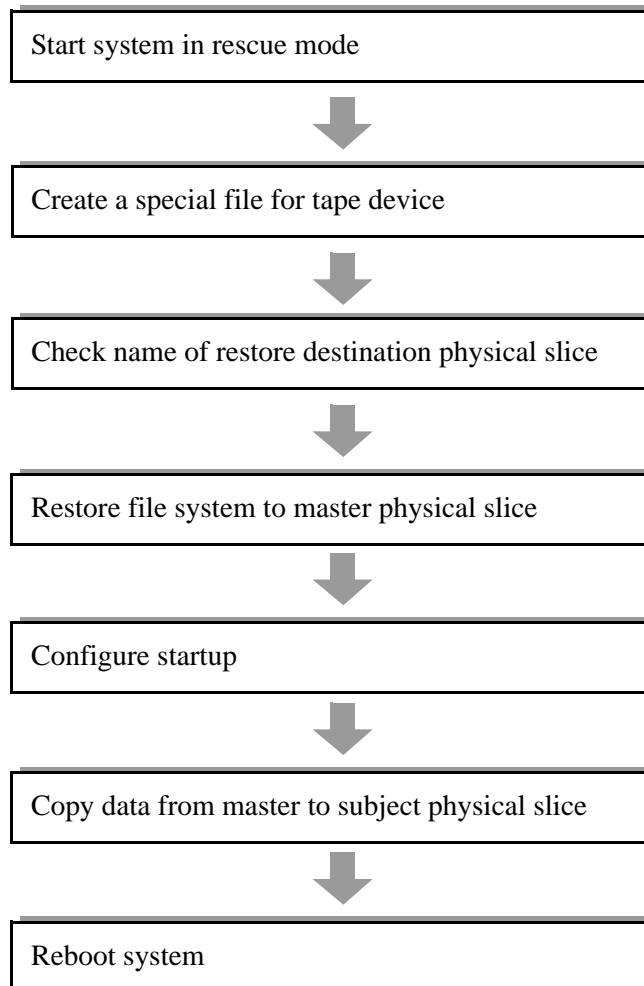 Start system in rescue mode
Create a special file for tape device
Check name of restore destination physical slice
Restore file system to master physical slice
Configure startup
Copy data from master to subject physical slice
Reboot system